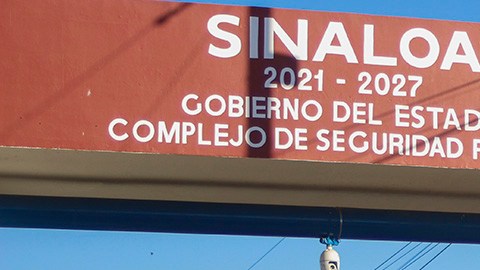 SINALOA
2021 - 2027
GOBIERNO DEL ESTAD
COMPLEJO DE SEGURIDAD